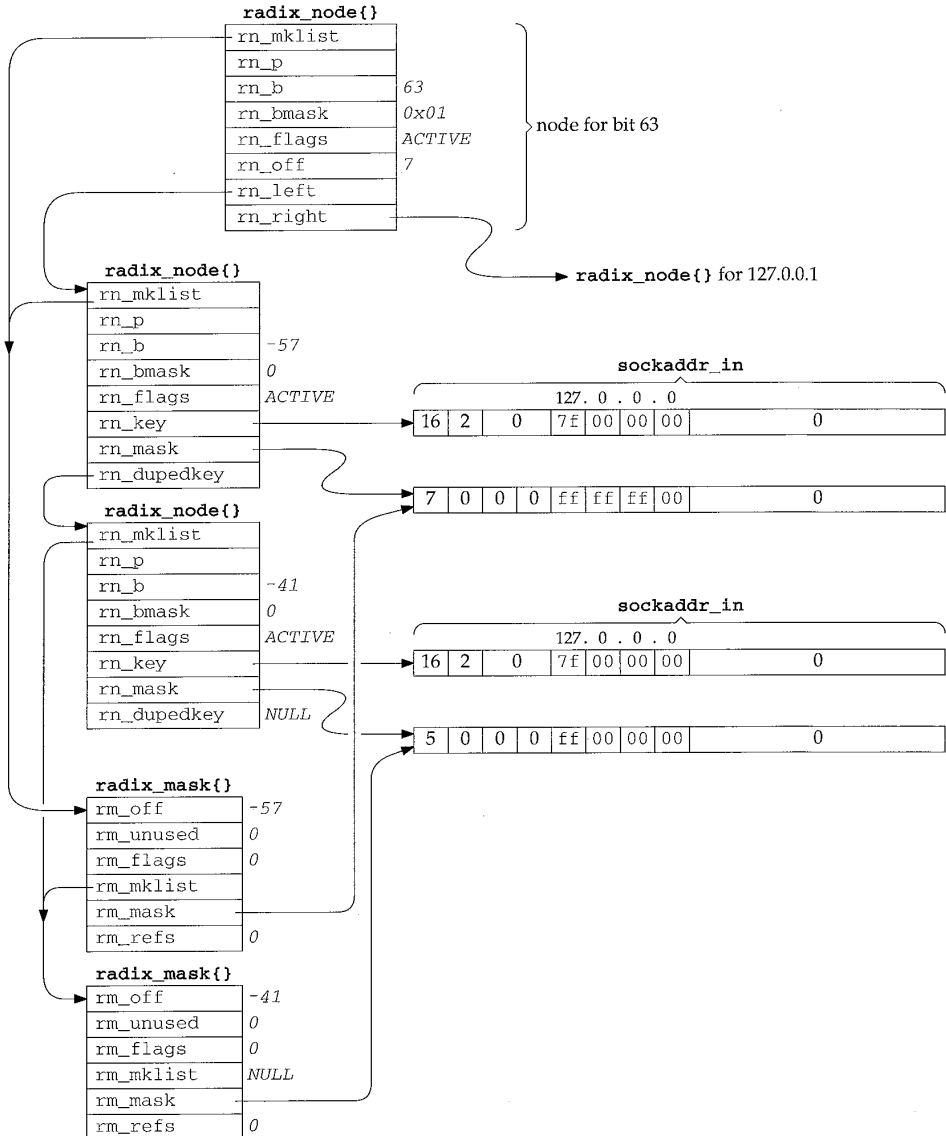 radix_node{}
rn_mklist
rn_p
rn_b 63
rn_bmask 0x01
rn_flags ACTIVE
rn_off 7
rn_left
rn_right
node for bit 63
radix_node{} for 127.0.0.1
radix_node{}
rn_mklist
rn_p
rn_b -57
rn_bmask 0
rn_flags ACTIVE
rn_key
rn_mask
rn_dupedkey
sockaddr_in
127. 0 . 0 . 0
16 2 0 7f 00 00 00 0
7 0 0 0 ff ff ff 00 0
radix_node{}
rn_mklist
rn_p
rn_b -41
rn_bmask 0
rn_flags ACTIVE
rn_key
rn_mask
rn_dupedkey NULL
sockaddr_in
127. 0 . 0 . 0
16 2 0 7f 00 00 00 0
5 0 0 0 ff 00 00 00 0
radix_mask{}
rm_off -57
rm_unused 0
rm_flags 0
rm_mklist
rm_mask
rm_refs 0
radix_mask{}
rm_off -41
rm_unused 0
rm_flags 0
rm_mklist NULL
rm_mask
rm_refs 0